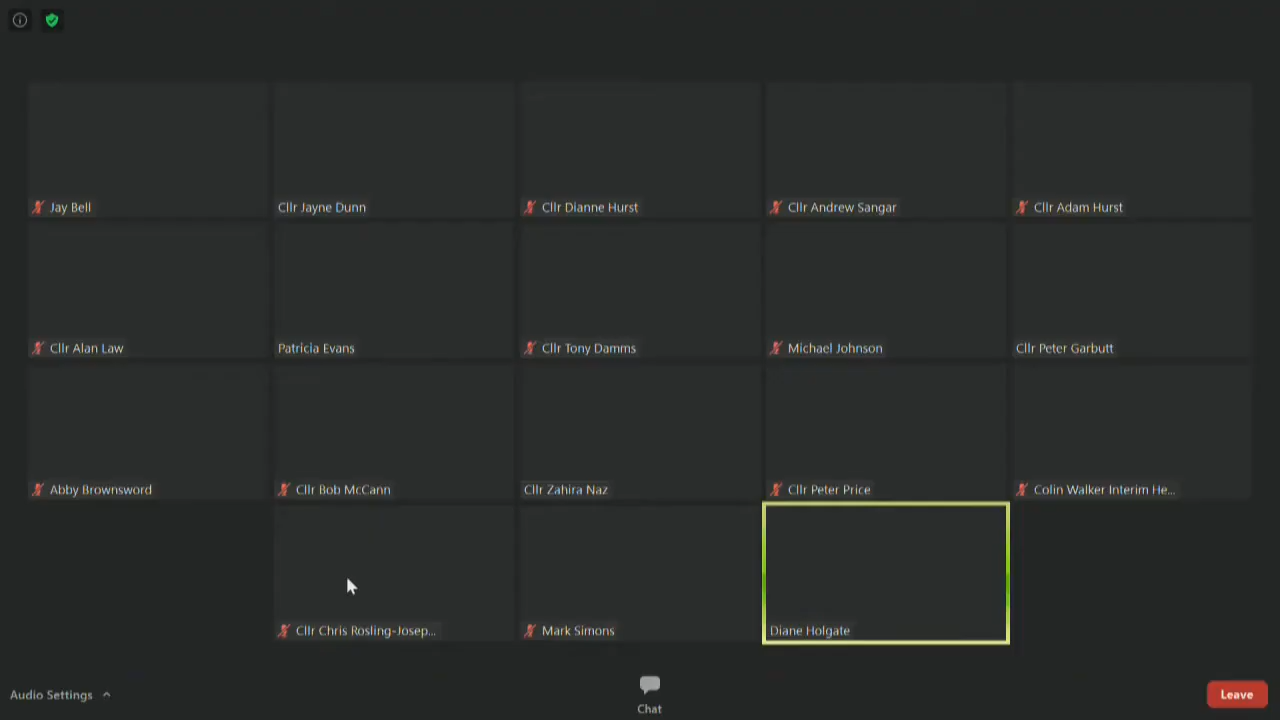 Jay Bell
Cllr Jayne Dunn
Cllr Dianne Hurst
Cllr Andrew Sangar
Cllr Adam Hurst
Cllr Alan Law
Patricia Evans
Cllr Tony Damms
Michael Johnson
Cllr Peter Garbutt
Abby Brownsword
Cllr Bob McCann
Cllr Zahira Naz
Cllr Peter Price
Colin Walker Interim He...
Cllr Chris Rosling-Josep...
Mark Simons
Diane Holgate
Audio Settings
Chat
Leave